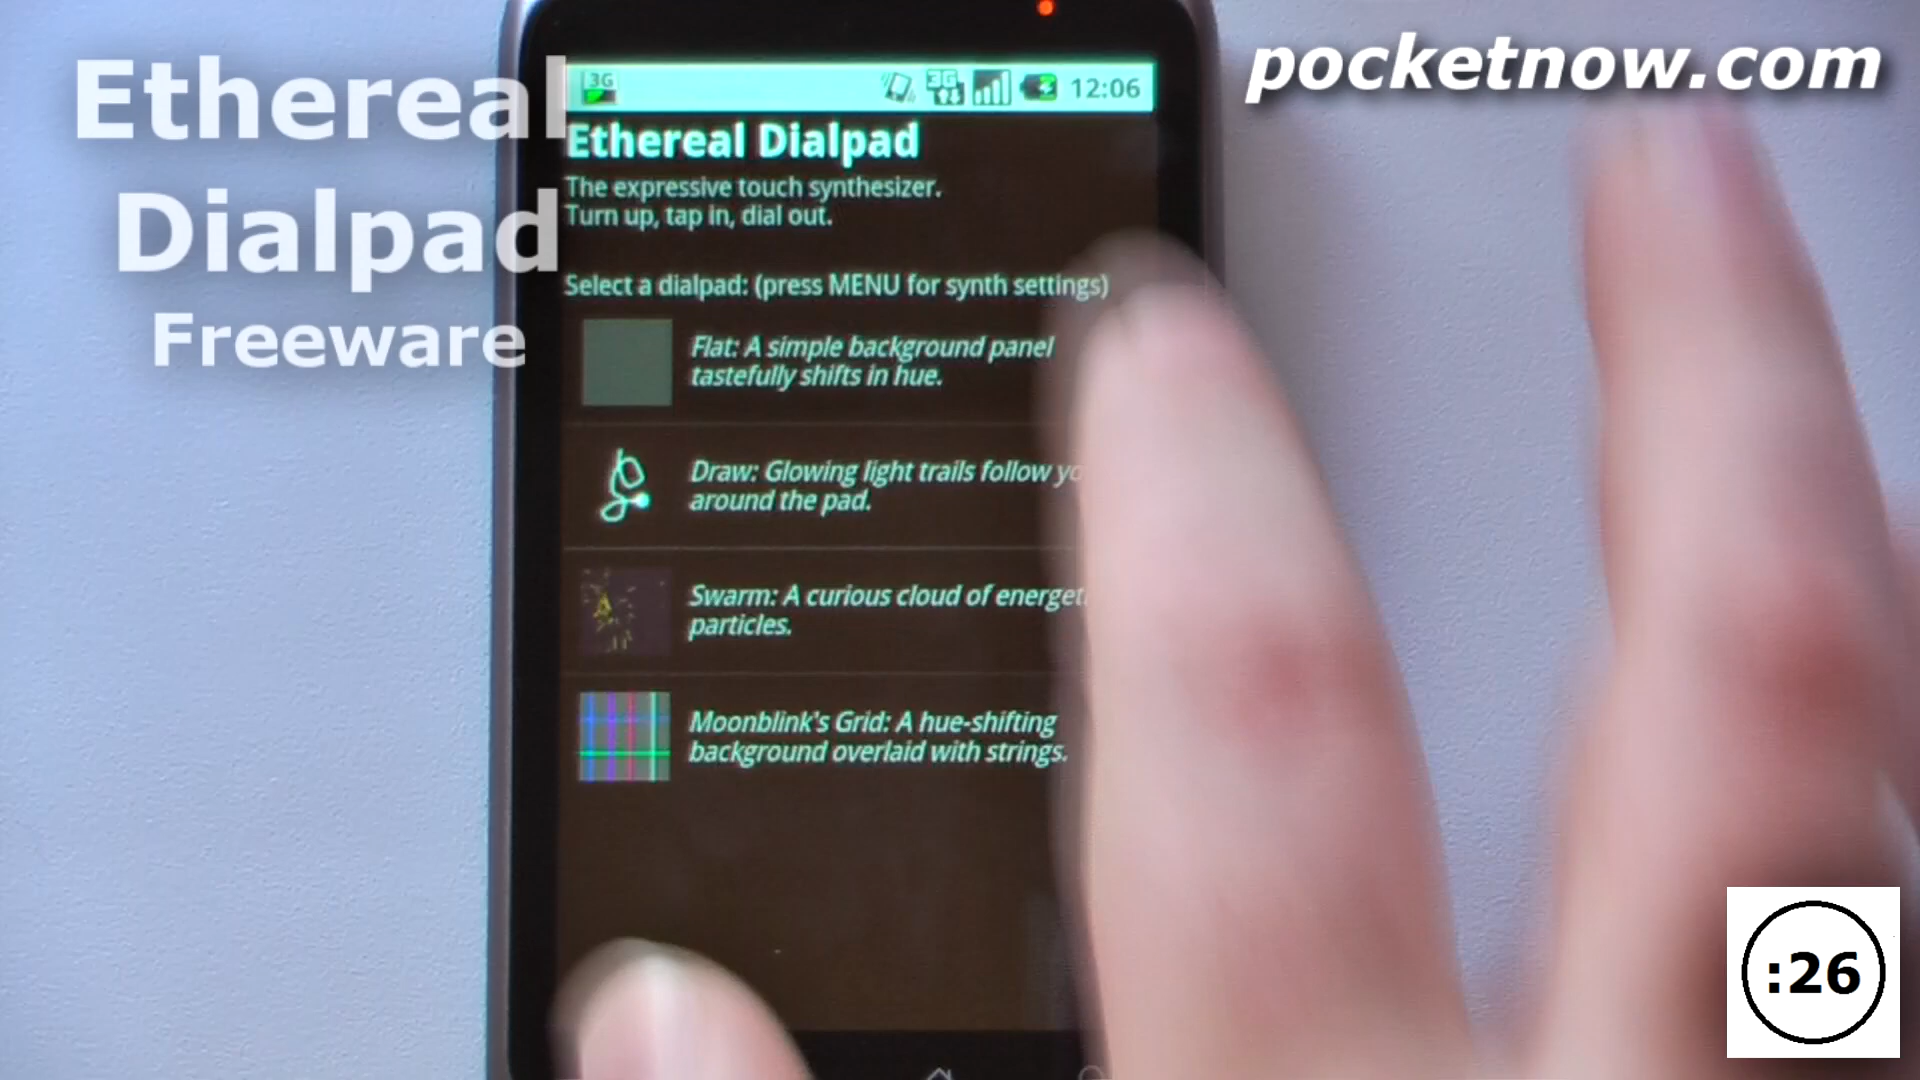 Ethereal
Dialpad
Freeware
pocketnow.com
3G
3G
12:06
Ethereal Dialpad
The expressive touch synthesizer.
Turn up, tap in, dial out.
Select a dialpad: (press MENU for synth settings)
Flat: A simple background panel
tastefully shifts in hue.
Draw: Glowing light trails follow
around the pad.
Swarm: A curious cloud of
particles.
Moonblink's Grid: A hue-shifting
background overlaid with strings.
:26